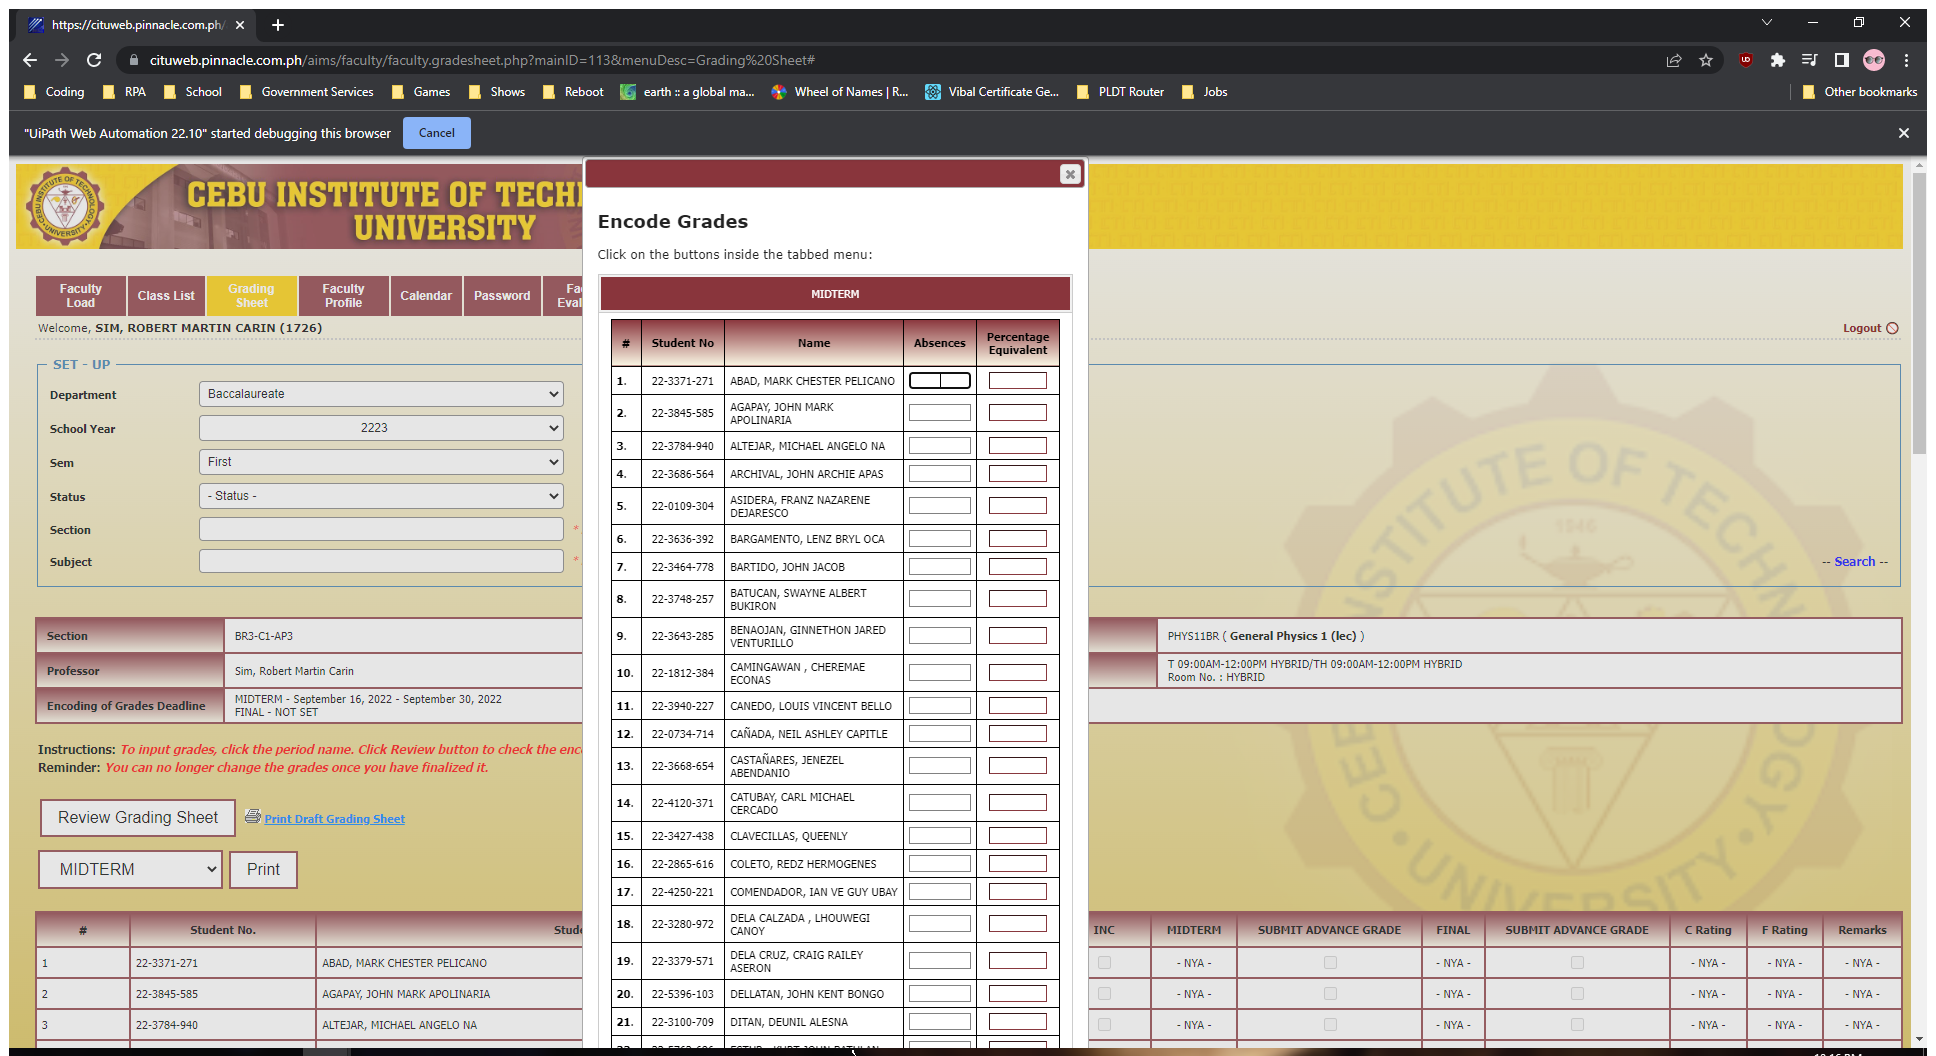 https://cituweb.pinnacle.com.ph/
cituweb.pinnacle.com.ph/aims/faculty/faculty.gradesheet.php?mainID=113&menuDesc=Grading%20Sheet#
Coding RPA School Government Services Games Shows Reboot earth :: a global ma... Wheel of Names | R... Vibal Certificate Ge... PLDT Router Jobs Other bookmarks
"UiPath Web Automation 22.10" started debugging this browser Cancel
CEBU INSTITUTE OF TECH
UNIVERSITY
Encode Grades
Click on the buttons inside the tabbed menu:
MIDTERM
# Student No Name Absences Percentage Equivalent
1. 22-3371-271 ABAD, MARK CHESTER PELICANO
2. 22-3845-585 AGAPAY, JOHN MARK APOLINARIA
3. 22-3784-940 ALTEJAR, MICHAEL ANGELO NA
4. 22-3686-564 ARCHIVAL, JOHN ARCHIE APAS
5. 22-0109-304 ASIDERA, FRANZ NAZARENE DEJARESCO
6. 22-3636-392 BARGAMENTO, LENZ BRYL OCA
7. 22-3464-778 BARTIDO, JOHN JACOB
8. 22-3748-257 BATUCAN, SWAYNE ALBERT BUKIRON
9. 22-3643-285 BENAOJAN, GINNETHON JARED VENTURILLO
10. 22-1812-384 CAMINGAWAN , CHEREMAE ECONAS
11. 22-3940-227 CANEDO, LOUIS VINCENT BELLO
12. 22-0734-714 CAÑADA, NEIL ASHLEY CAPITLE
13. 22-3668-654 CASTAÑARES, JENEZEL ABENDANIO
14. 22-4120-371 CATUBAY, CARL MICHAEL CERCADO
15. 22-3427-438 CLAVECILLAS, QUEENLY
16. 22-2865-616 COLETO, REDZ HERMOGENES
17. 22-4250-221 COMENDADOR, IAN VE GUY UBAY
18. 22-3280-972 DELA CALZADA , LHOUWEGI CANOY
19. 22-3379-571 DELA CRUZ, CRAIG RAILEY ASERON
20. 22-5396-103 DELLATAN, JOHN KENT BONGO
21. 22-3100-709 DITAN, DEUNIL ALESNA
Faculty Load Class List Grading Sheet Faculty Profile Calendar Password Fa Eval
Welcome, SIM, ROBERT MARTIN CARIN (1726) Logout
SET - UP
Department Baccalaureate
School Year 2223
Sem First
Status - Status -
Section *
Subject * -- Search --
Section BR3-C1-AP3 PHYS11BR ( General Physics 1 (lec) )
Professor Sim, Robert Martin Carin T 09:00AM-12:00PM HYBRID/TH 09:00AM-12:00PM HYBRID
Room No. : HYBRID
Encoding of Grades Deadline MIDTERM - September 16, 2022 - September 30, 2022
FINAL - NOT SET
Instructions: To input grades, click the period name. Click Review button to check the enc
Reminder: You can no longer change the grades once you have finalized it.
Review Grading Sheet Print Draft Grading Sheet
MIDTERM Print
# Student No. Stude INC MIDTERM SUBMIT ADVANCE GRADE FINAL SUBMIT ADVANCE GRADE C Rating F Rating Remarks
1 22-3371-271 ABAD, MARK CHESTER PELICANO - NYA - - NYA - - NYA - - NYA - - NYA -
2 22-3845-585 AGAPAY, JOHN MARK APOLINARIA - NYA - - NYA - - NYA - - NYA - - NYA -
3 22-3784-940 ALTEJAR, MICHAEL ANGELO NA - NYA - - NYA - - NYA - - NYA - - NYA -